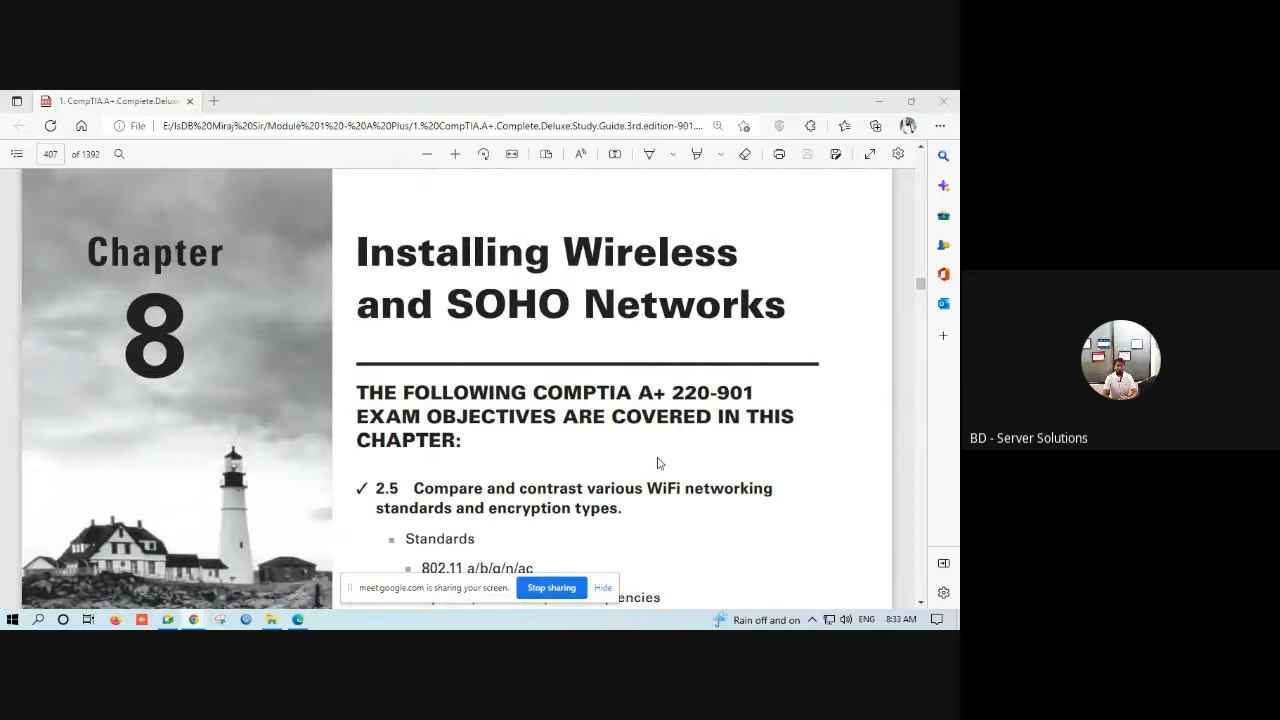 1. CompTIA.A+.Complete.Deluxe
File
E:/IsDB%20Miraj%20Sir/Module%201%20-%20A%20Plus/1.%20CompTIA.A+.Complete.Deluxe.Study.Guide.3rd.edition-901....
407 of 1392
Chapter
8
Installing Wireless
and SOHO Networks
THE FOLLOWING COMPTIA A+ 220-901
EXAM OBJECTIVES ARE COVERED IN THIS
CHAPTER:
✓ 2.5 Compare and contrast various WiFi networking
standards and encryption types.
Standards
802.11 a/b/g/n/ac
meet.google.com is sharing your screen. Stop sharing Hide
Rain off and on ENG 8:33 AM
BD - Server Solutions